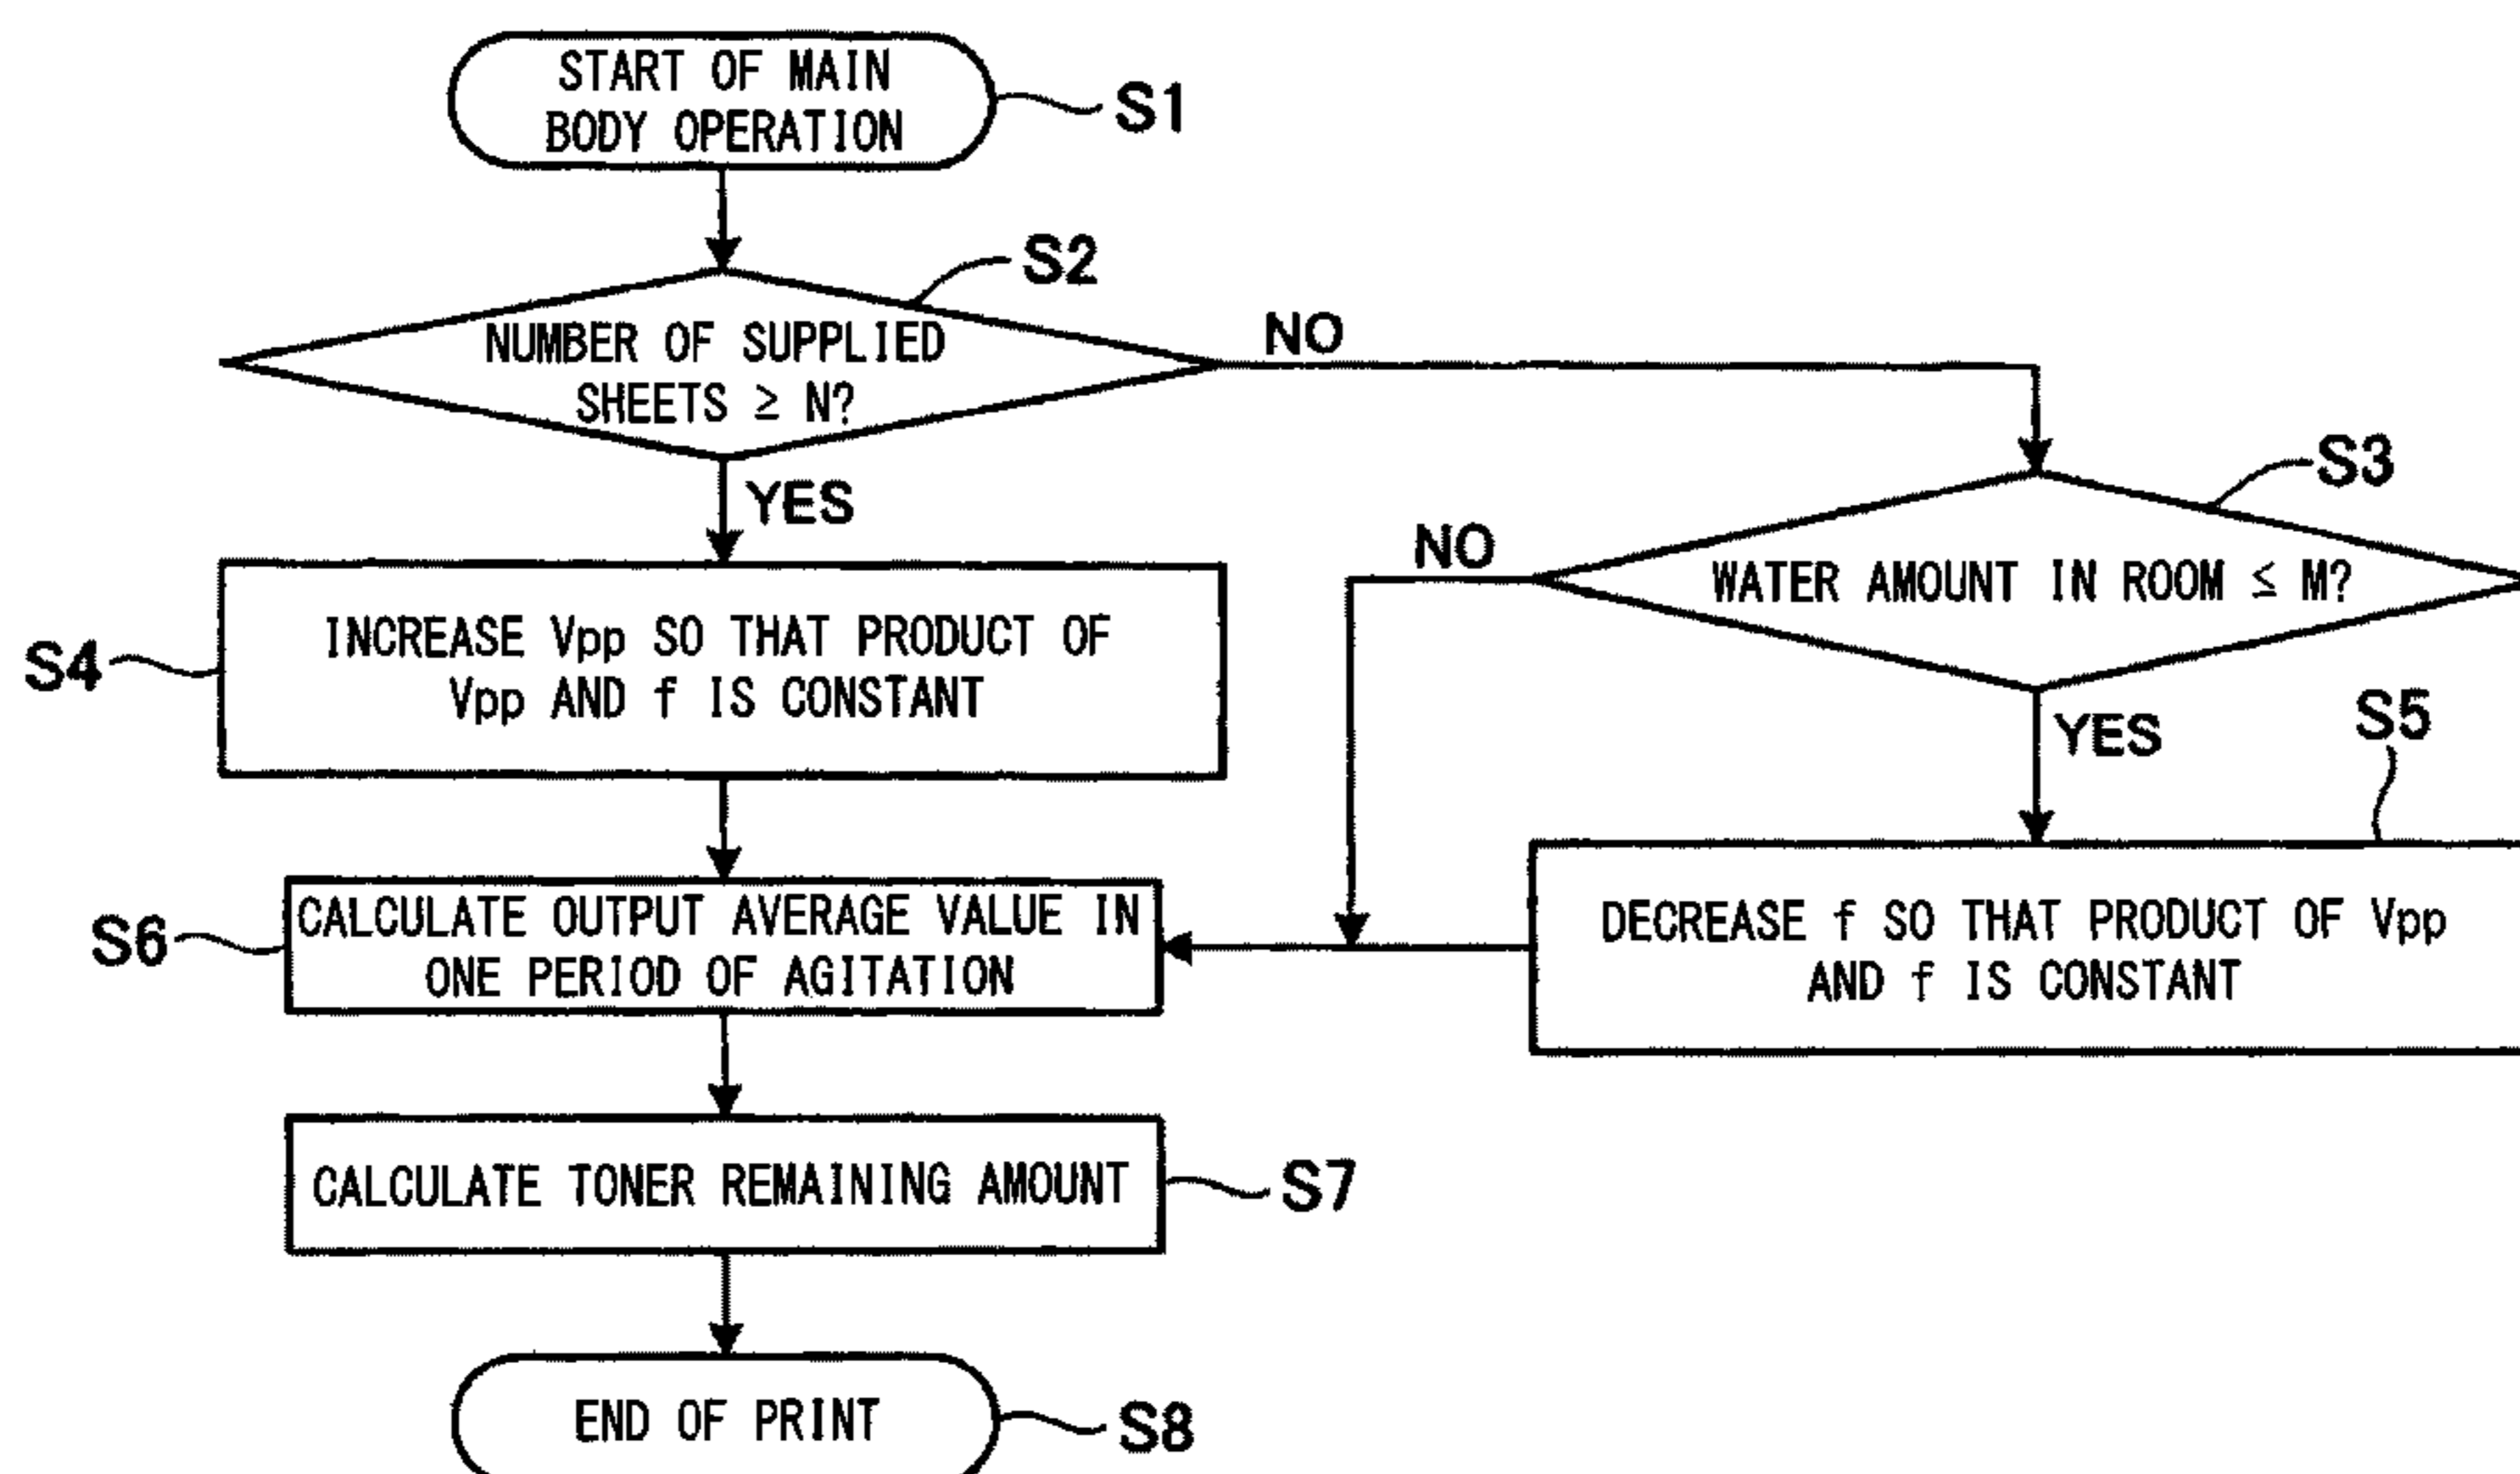 START OF MAIN
BODY OPERATION
S1
S2
NUMBER OF SUPPLIED
SHEETS ≥ N?
NO
YES
S3
NO
WATER AMOUNT IN ROOM ≤ M?
YES
S4
INCREASE Vpp SO THAT PRODUCT OF
Vpp AND f IS CONSTANT
S5
DECREASE f SO THAT PRODUCT OF Vpp
AND f IS CONSTANT
S6
CALCULATE OUTPUT AVERAGE VALUE IN
ONE PERIOD OF AGITATION
CALCULATE TONER REMAINING AMOUNT
S7
END OF PRINT
S8